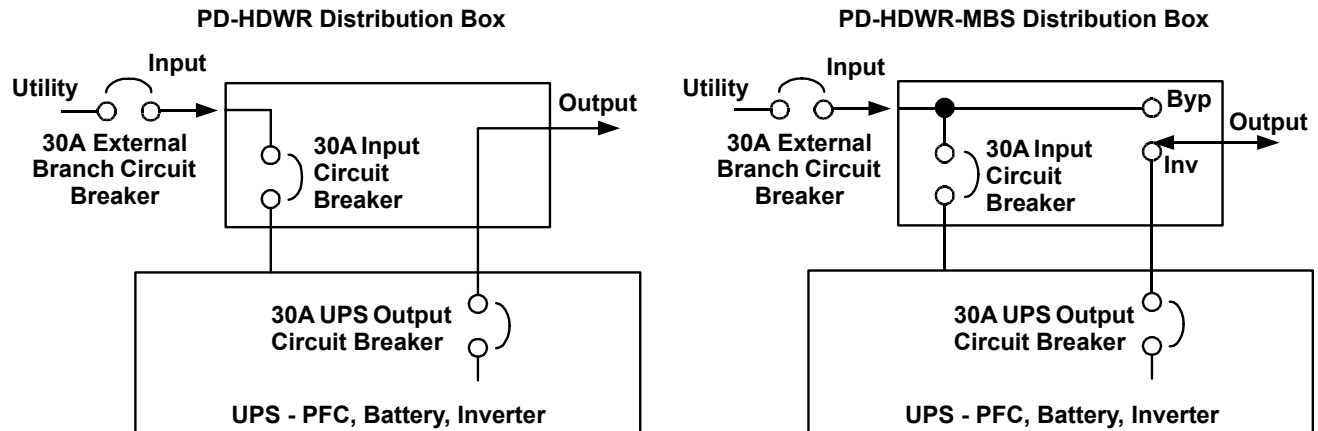 PD-HDWR Distribution Box
Utility
Input
30A External
Branch Circuit
Breaker
30A Input
Circuit
Breaker
Output
30A UPS Output
Circuit Breaker
UPS - PFC, Battery, Inverter
PD-HDWR-MBS Distribution Box
Utility
Input
30A External
Branch Circuit
Breaker
30A Input
Circuit
Breaker
Byp
Inv
Output
30A UPS Output
Circuit Breaker
UPS - PFC, Battery, Inverter